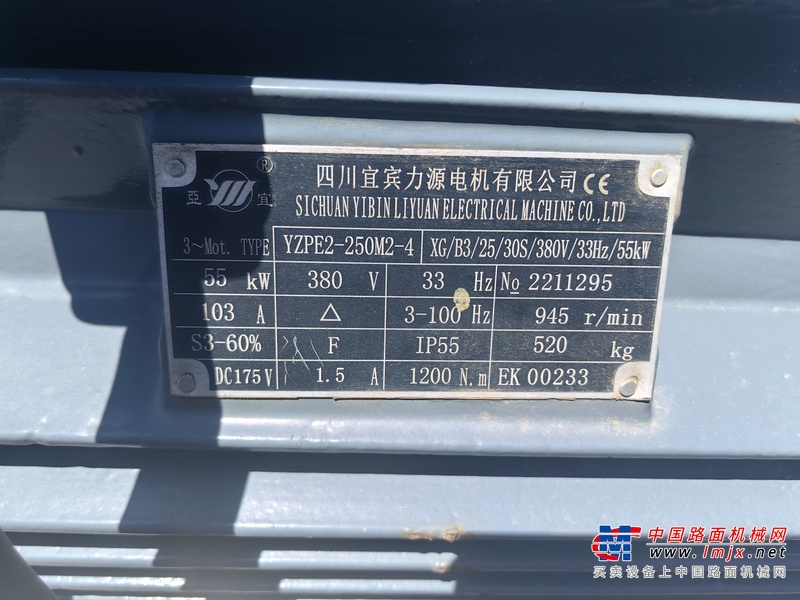 亞 宜 ®
四川宜宾力源电机有限公司 CE
SICHUAN YIBIN LIYUAN ELECTRICAL MACHINE CO.,LTD
3~Mot. TYPE YZPE2-250M2-4 XG/B3/25/30S/380V/33Hz/55kW
55 kW 380 V 33 Hz № 2211295
103 A △ 3-100 Hz 945 r/min
S3-60% F IP55 520 kg
DC175V 1.5 A 1200 N.m EK 00233
中国路面机械网
www.lmjx.net
买卖设备上中国路面机械网